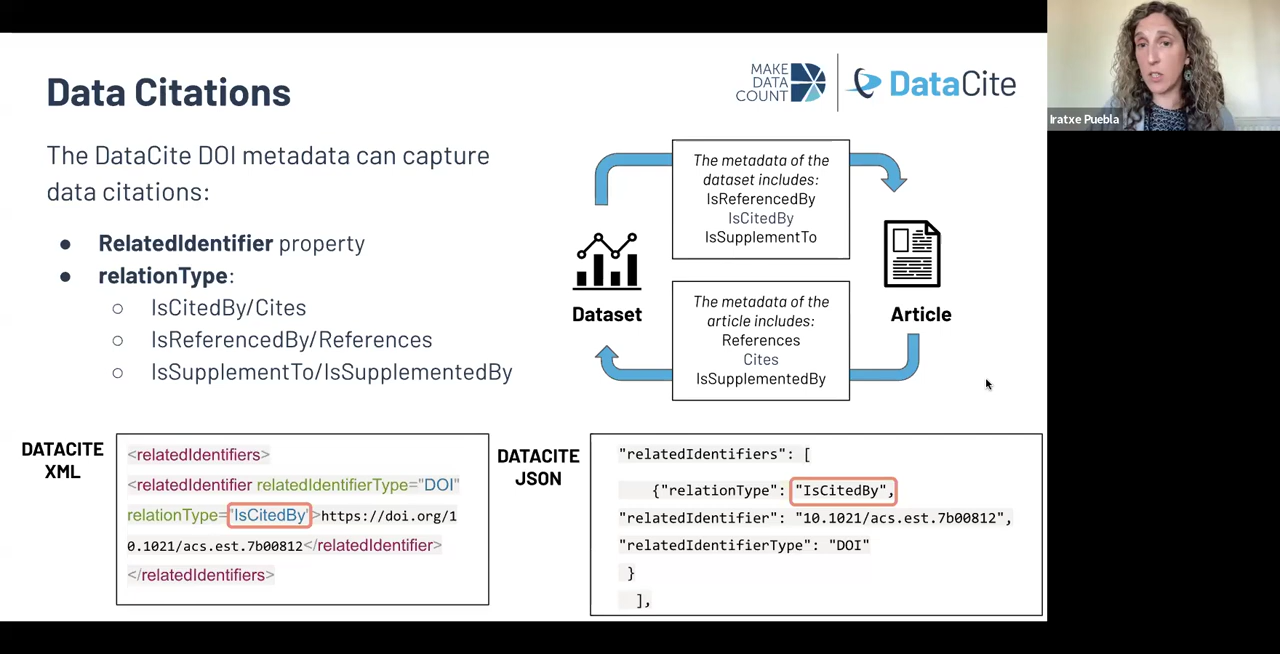 Data Citations
MAKE
DATA
COUNT
DataCite
Iratxe Puebla
The DataCite DOI metadata can capture
data citations:
● RelatedIdentifier property
● relationType:
○ IsCitedBy/Cites
○ IsReferencedBy/References
○ IsSupplementTo/IsSupplementedBy
The metadata of the
dataset includes:
IsReferencedBy
IsCitedBy
IsSupplementTo
Dataset
Article
The metadata of the
article includes:
References
Cites
IsSupplementedBy
DATACITE
XML
<relatedIdentifiers>
<relatedIdentifier relatedIdentifierType="DOI"
relationType="IsCitedBy">https://doi.org/1
0.1021/acs.est.7b00812</relatedIdentifier>
</relatedIdentifiers>
DATACITE
JSON
"relatedIdentifiers": [
{"relationType": "IsCitedBy",
"relatedIdentifier": "10.1021/acs.est.7b00812",
"relatedIdentifierType": "DOI"
}
],